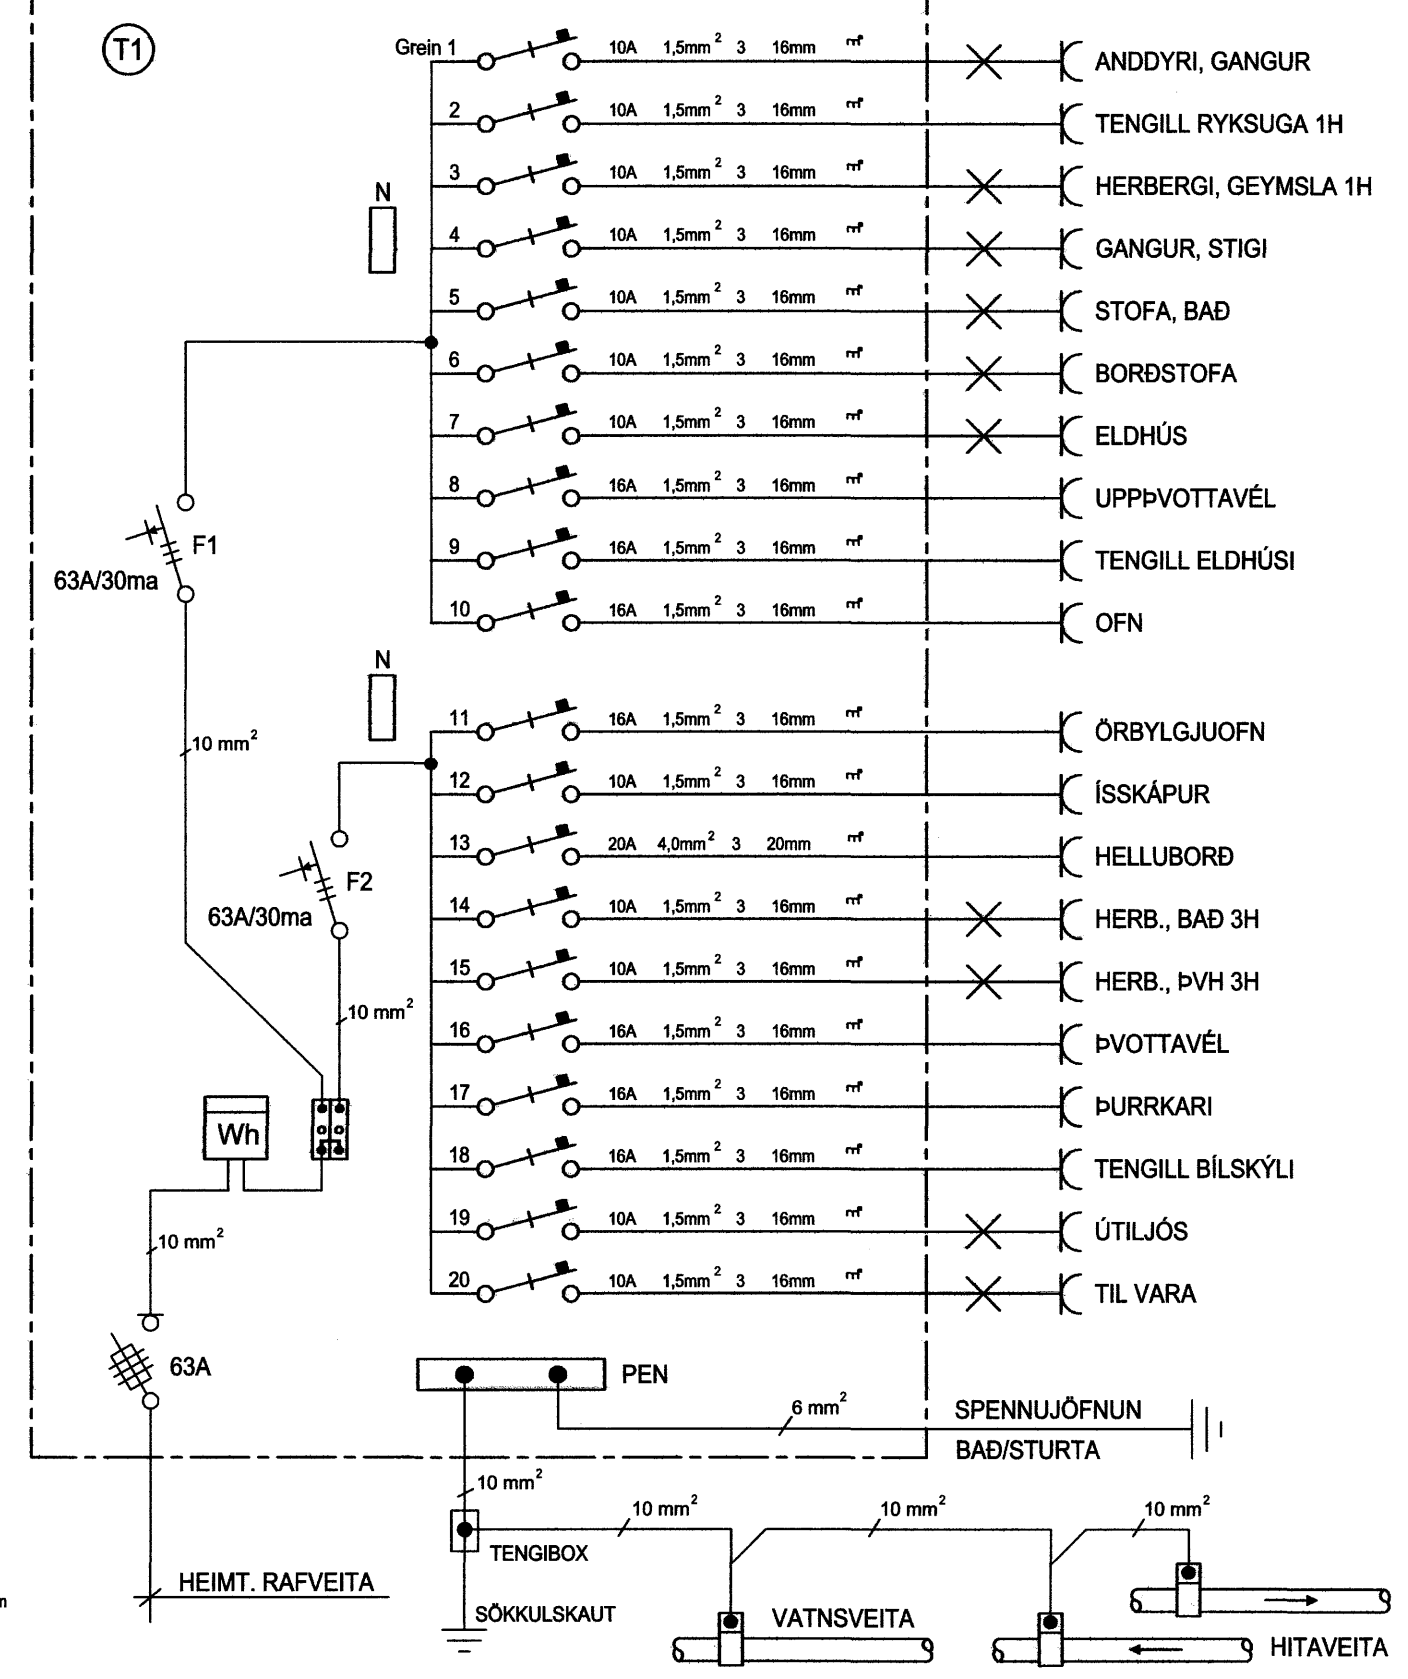 T1
Grein 1 10A 1,5mm² 3 16mm ANDDYRI, GANGUR
2 10A 1,5mm² 3 16mm TENGILL RYKSUGA 1H
3 10A 1,5mm² 3 16mm HERBERGI, GEYMSLA 1H
N
4 10A 1,5mm² 3 16mm GANGUR, STIGI
5 10A 1,5mm² 3 16mm STOFA, BAÐ
6 10A 1,5mm² 3 16mm BORÐSTOFA
7 10A 1,5mm² 3 16mm ELDHÚS
8 16A 1,5mm² 3 16mm UPPÞVOTTAVÉL
F1
9 16A 1,5mm² 3 16mm TENGILL ELDHÚSI
63A/30ma
10 16A 1,5mm² 3 16mm OFN
N
11 16A 1,5mm² 3 16mm ÖRBYLGJUOFN
10 mm²
12 10A 1,5mm² 3 16mm ÍSSKÁPUR
13 20A 4,0mm² 3 20mm HELLUBORÐ
F2
63A/30ma
14 10A 1,5mm² 3 16mm HERB., BAÐ 3H
15 10A 1,5mm² 3 16mm HERB., ÞVH 3H
10 mm²
16 16A 1,5mm² 3 16mm ÞVOTTAVÉL
17 16A 1,5mm² 3 16mm ÞURRKARI
Wh
18 16A 1,5mm² 3 16mm TENGILL BÍLSKÝLI
19 10A 1,5mm² 3 16mm ÚTILJÓS
10 mm²
20 10A 1,5mm² 3 16mm TIL VARA
63A
PEN
6 mm² SPENNUJÖFNUN
BAÐ/STURTA
10 mm²
10 mm² 10 mm² 10 mm²
TENGIBOX
HEIMT. RAFVEITA
SÖKKULSKAUT
VATNSVEITA
HITAVEITA